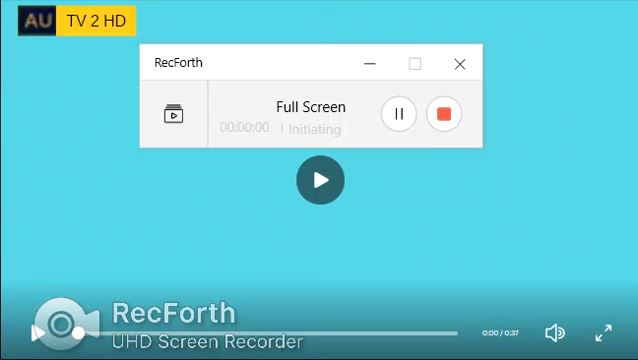 AU TV 2 HD
RecForth
Full Screen
00:00:00 | Initiating
RecForth
UHD Screen Recorder
0:00 / 0:37